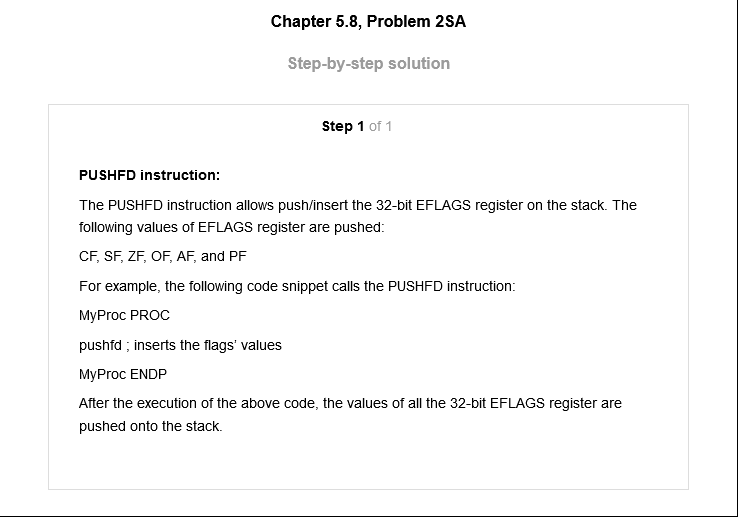 Chapter 5.8, Problem 2SA
Step-by-step solution
Step 1 of 1
PUSHFD instruction:
The PUSHFD instruction allows push/insert the 32-bit EFLAGS register on the stack. The
following values of EFLAGS register are pushed:
CF, SF, ZF, OF, AF, and PF
For example, the following code snippet calls the PUSHFD instruction:
MyProc PROC
pushfd ; inserts the flags' values
MyProc ENDP
After the execution of the above code, the values of all the 32-bit EFLAGS register are
pushed onto the stack.